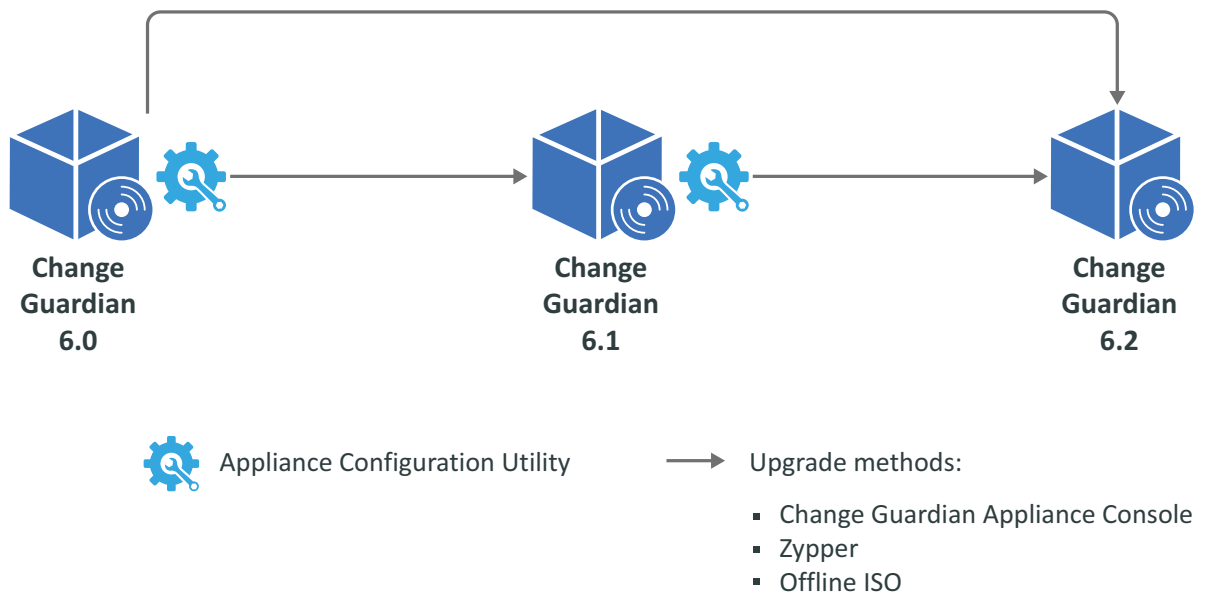 Change
Guardian
6.0
Change
Guardian
6.1
Change
Guardian
6.2
Appliance Configuration Utility
Upgrade methods:
▪ Change Guardian Appliance Console
▪ Zypper
▪ Offline ISO